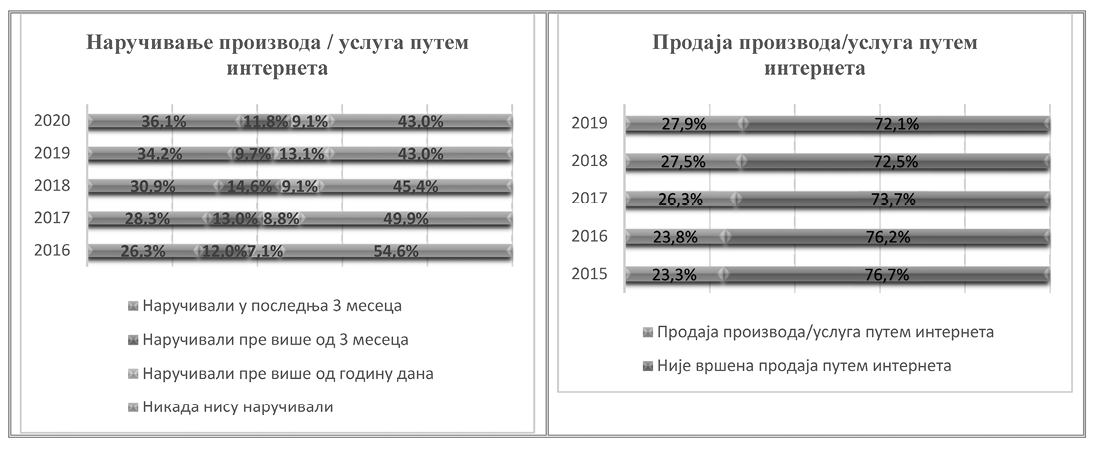 Наручивање производа / услуга путем
интернета
2020 36.1% 11.8% 9.1% 43.0%
2019 34.2% 9.7% 13.1% 43.0%
2018 30.9% 14.6% 9.1% 45.4%
2017 28.3% 13.0% 8.8% 49.9%
2016 26.3% 12.0% 7,1% 54.6%
Наручивали у последња 3 месеца
Наручивали пре више од 3 месеца
Наручивали пре више од годину дана
Никада нису наручивали
Продаја производа/услуга путем
интернета
2019 27,9% 72,1%
2018 27,5% 72,5%
2017 26,3% 73,7%
2016 23,8% 76,2%
2015 23,3% 76,7%
Продаја производа/услуга путем интернета
Није вршена продаја путем интернета